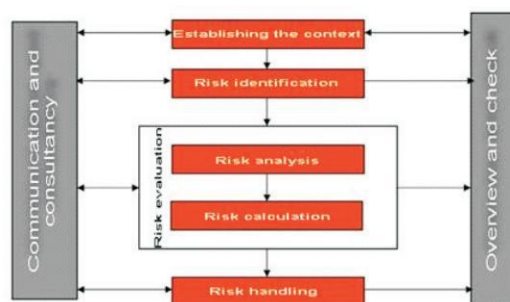 Communication and
consultancy
Establishing the context
Risk identification
Risk evaluation
Risk analysis
Risk calculation
Risk handling
Overview and check